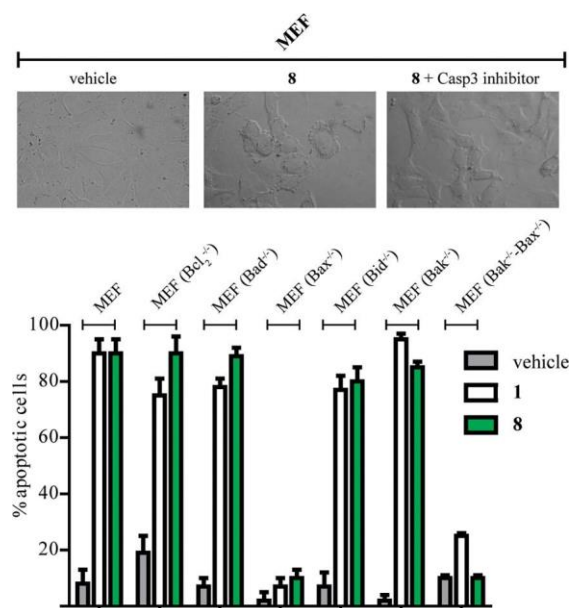 MEF
vehicle
8
8 + Casp3 inhibitor
MEF
MEF (Bcl₂⁻/⁻)
MEF (Bad⁻/⁻)
MEF (Bax⁻/⁻)
MEF (Bid⁻/⁻)
MEF (Bak⁻/⁻)
MEF (Bak⁻/⁻-Bax⁻/⁻)
% apoptotic cells
100
80
60
40
20
vehicle
1
8